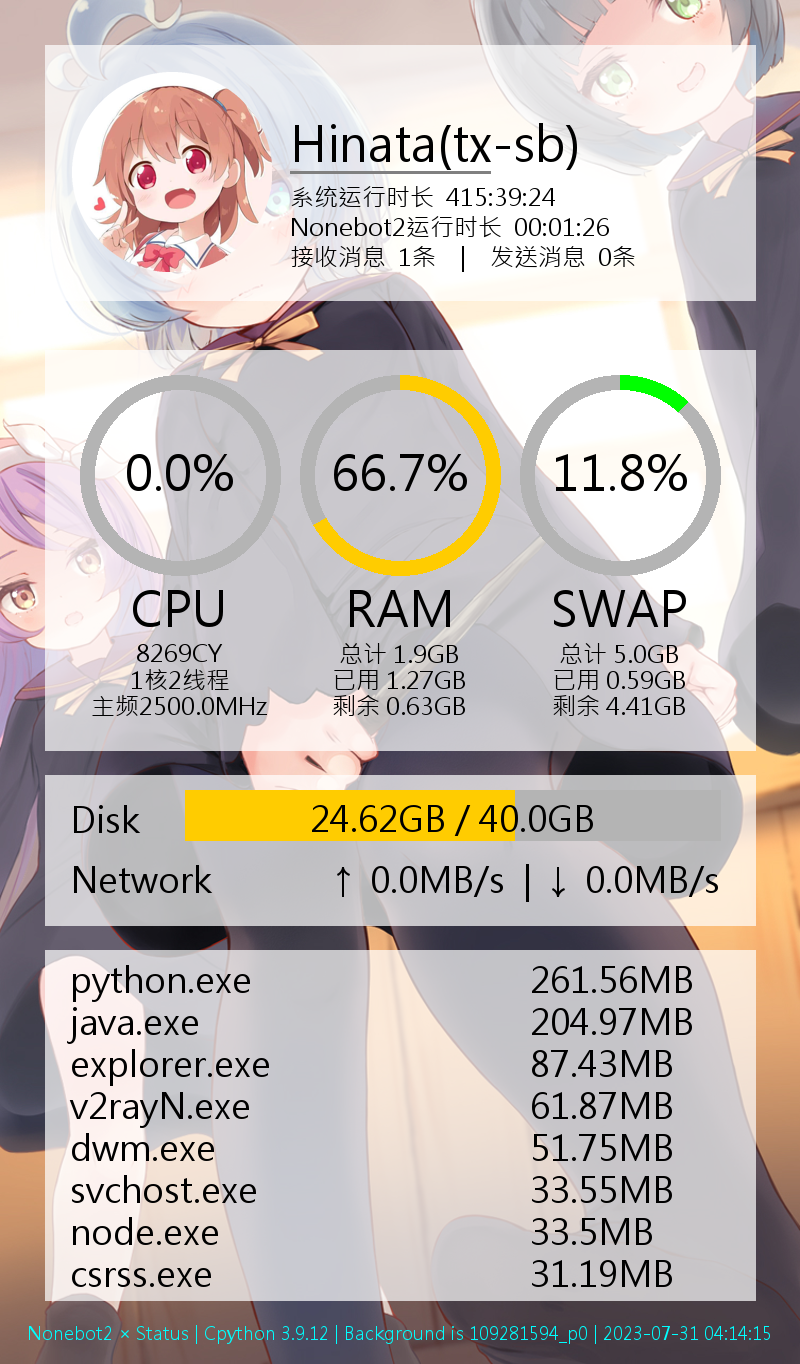 Hinata(tx-sb)
系统运行时长 415:39:24
Nonebot2运行时长 00:01:26
接收消息 1条 | 发送消息 0条
0.0% 66.7% 11.8%
CPU RAM SWAP
8269CY 总计 1.9GB 总计 5.0GB
1核2线程 已用 1.27GB 已用 0.59GB
主频2500.0MHz 剩余 0.63GB 剩余 4.41GB
Disk 24.62GB / 40.0GB
Network ↑ 0.0MB/s | ↓ 0.0MB/s
python.exe 261.56MB
java.exe 204.97MB
explorer.exe 87.43MB
v2rayN.exe 61.87MB
dwm.exe 51.75MB
svchost.exe 33.55MB
node.exe 33.5MB
csrss.exe 31.19MB
Nonebot2 × Status | Cpython 3.9.12 | Background is 109281594_p0 | 2023-07-31 04:14:15